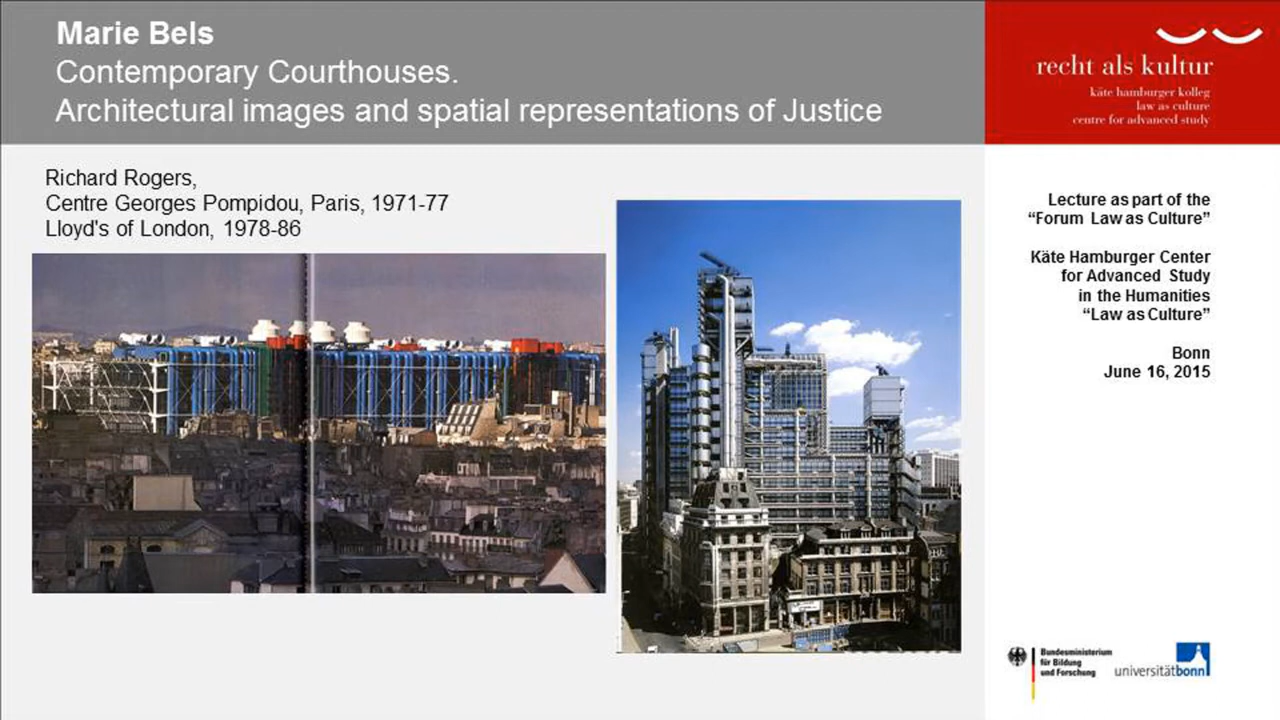 Marie Bels
Contemporary Courthouses.
Architectural images and spatial representations of Justice
recht als kultur
käte hamburger kolleg
law as culture
centre for advanced study
Richard Rogers,
Centre Georges Pompidou, Paris, 1971-77
Lloyd's of London, 1978-86
Lecture as part of the
“Forum Law as Culture”
Käte Hamburger Center
for Advanced Study
in the Humanities
“Law as Culture”
Bonn
June 16, 2015
Bundesministerium
für Bildung
und Forschung
universitätbonn